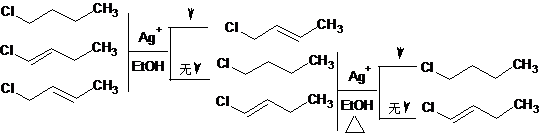 Cl CH₃
Cl CH₃
Cl CH₃
Ag⁺
EtOH
↓
无↓
Cl CH₃
Cl CH₃
Cl CH₃
Ag⁺
EtOH
△
↓
无↓
Cl CH₃
Cl CH₃